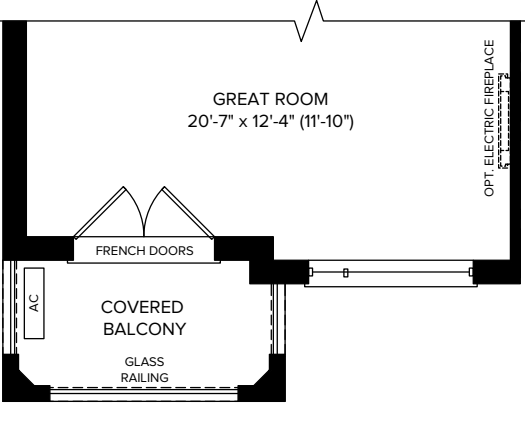 GREAT ROOM
20'-7" x 12'-4" (11'-10")
OPT. ELECTRIC FIREPLACE
FRENCH DOORS
AC
COVERED
BALCONY
GLASS
RAILING